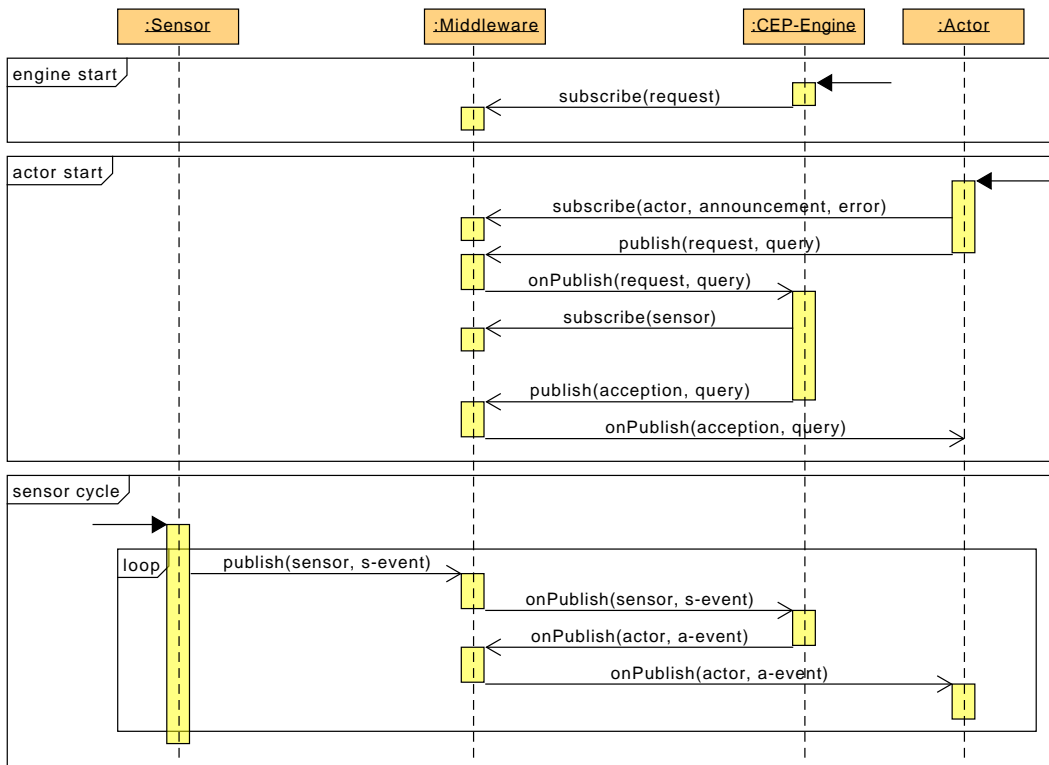 :Sensor
:Middleware
:CEP-Engine
:Actor
engine start
subscribe(request)
actor start
subscribe(actor, announcement, error)
publish(request, query)
onPublish(request, query)
subscribe(sensor)
publish(acception, query)
onPublish(acception, query)
sensor cycle
loop
publish(sensor, s-event)
onPublish(sensor, s-event)
onPublish(actor, a-event)
onPublish(actor, a-event)